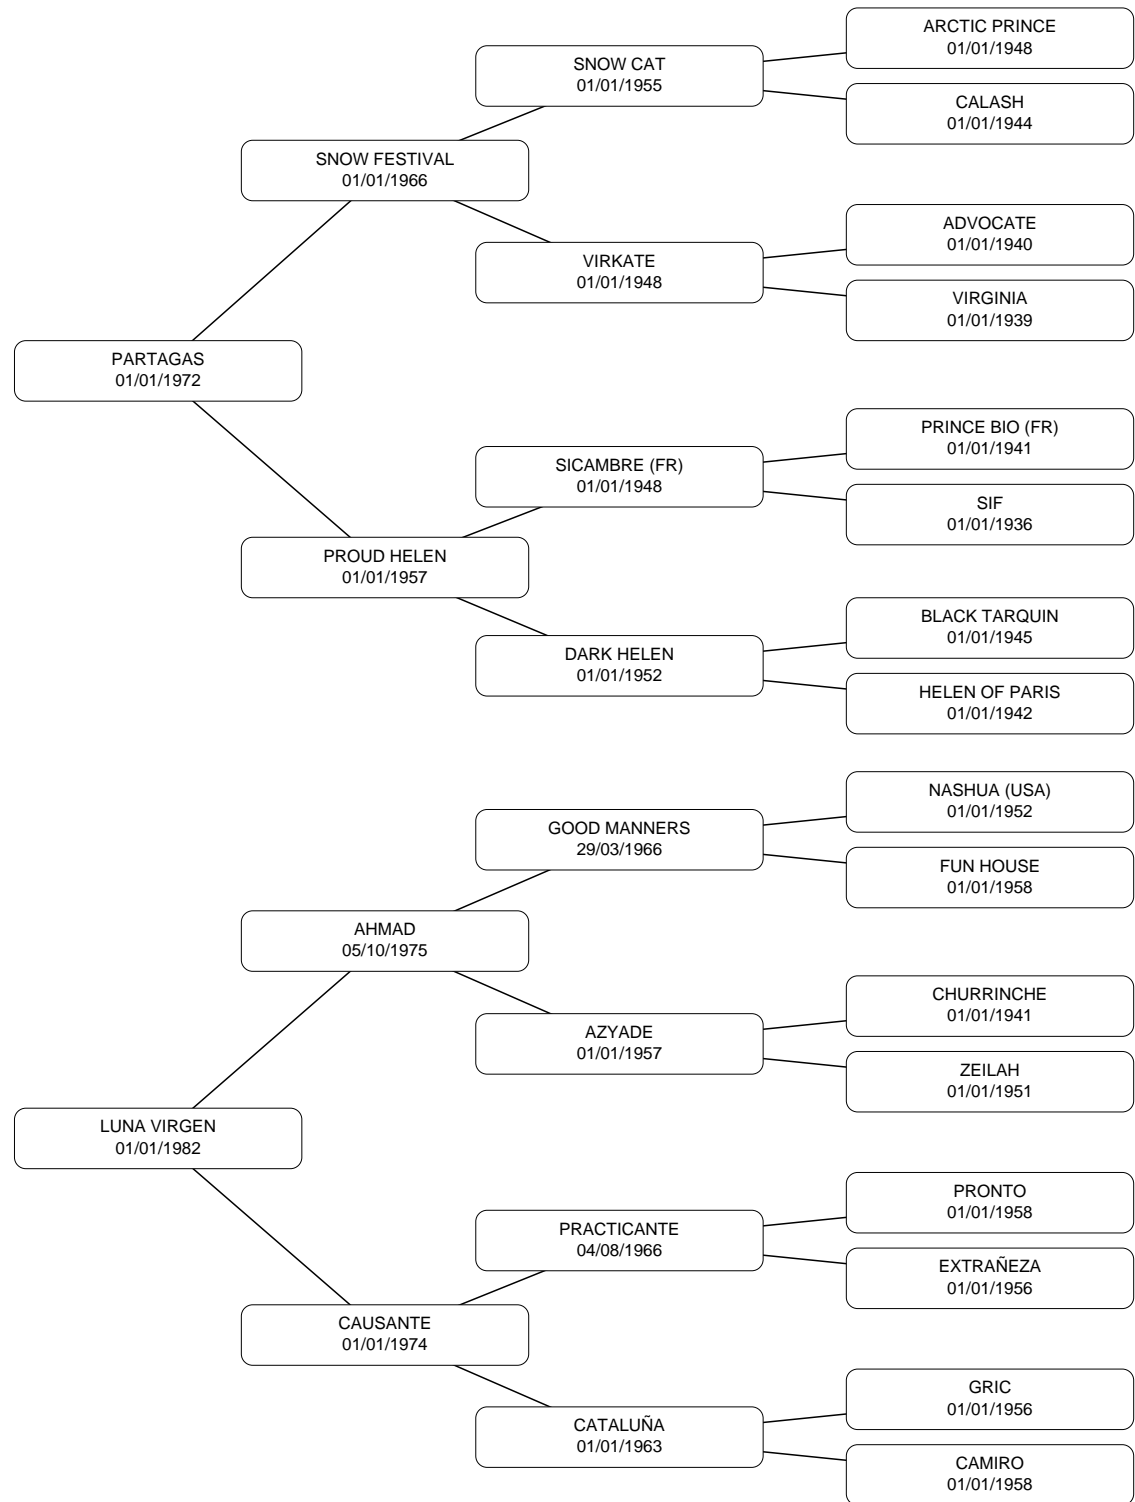 ARCTIC PRINCE
01/01/1948
SNOW CAT
01/01/1955
CALASH
01/01/1944
SNOW FESTIVAL
01/01/1966
ADVOCATE
01/01/1940
VIRKATE
01/01/1948
VIRGINIA
01/01/1939
PARTAGAS
01/01/1972
PRINCE BIO (FR)
01/01/1941
SICAMBRE (FR)
01/01/1948
SIF
01/01/1936
PROUD HELEN
01/01/1957
BLACK TARQUIN
01/01/1945
DARK HELEN
01/01/1952
HELEN OF PARIS
01/01/1942
NASHUA (USA)
01/01/1952
GOOD MANNERS
29/03/1966
FUN HOUSE
01/01/1958
AHMAD
05/10/1975
CHURRINCHE
01/01/1941
AZYADE
01/01/1957
ZEILAH
01/01/1951
LUNA VIRGEN
01/01/1982
PRONTO
01/01/1958
PRACTICANTE
04/08/1966
EXTRAÑEZA
01/01/1956
CAUSANTE
01/01/1974
GRIC
01/01/1956
CATALUÑA
01/01/1963
CAMIRO
01/01/1958